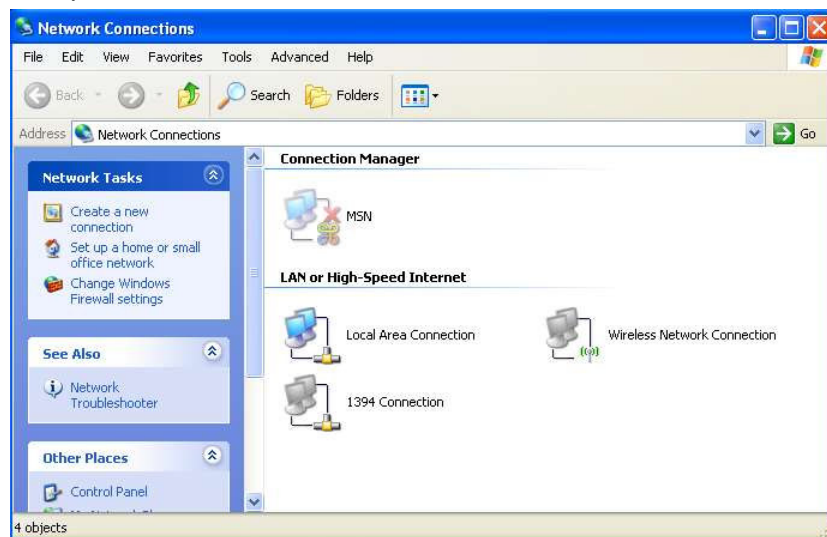 Network Connections
File Edit View Favorites Tools Advanced Help
Back Search Folders
Address Network Connections Go
Network Tasks
Create a new
connection
Set up a home or small
office network
Change Windows
Firewall settings
See Also
Network
Troubleshooter
Other Places
Control Panel
Connection Manager
MSN
LAN or High-Speed Internet
Local Area Connection
Wireless Network Connection
1394 Connection
4 objects